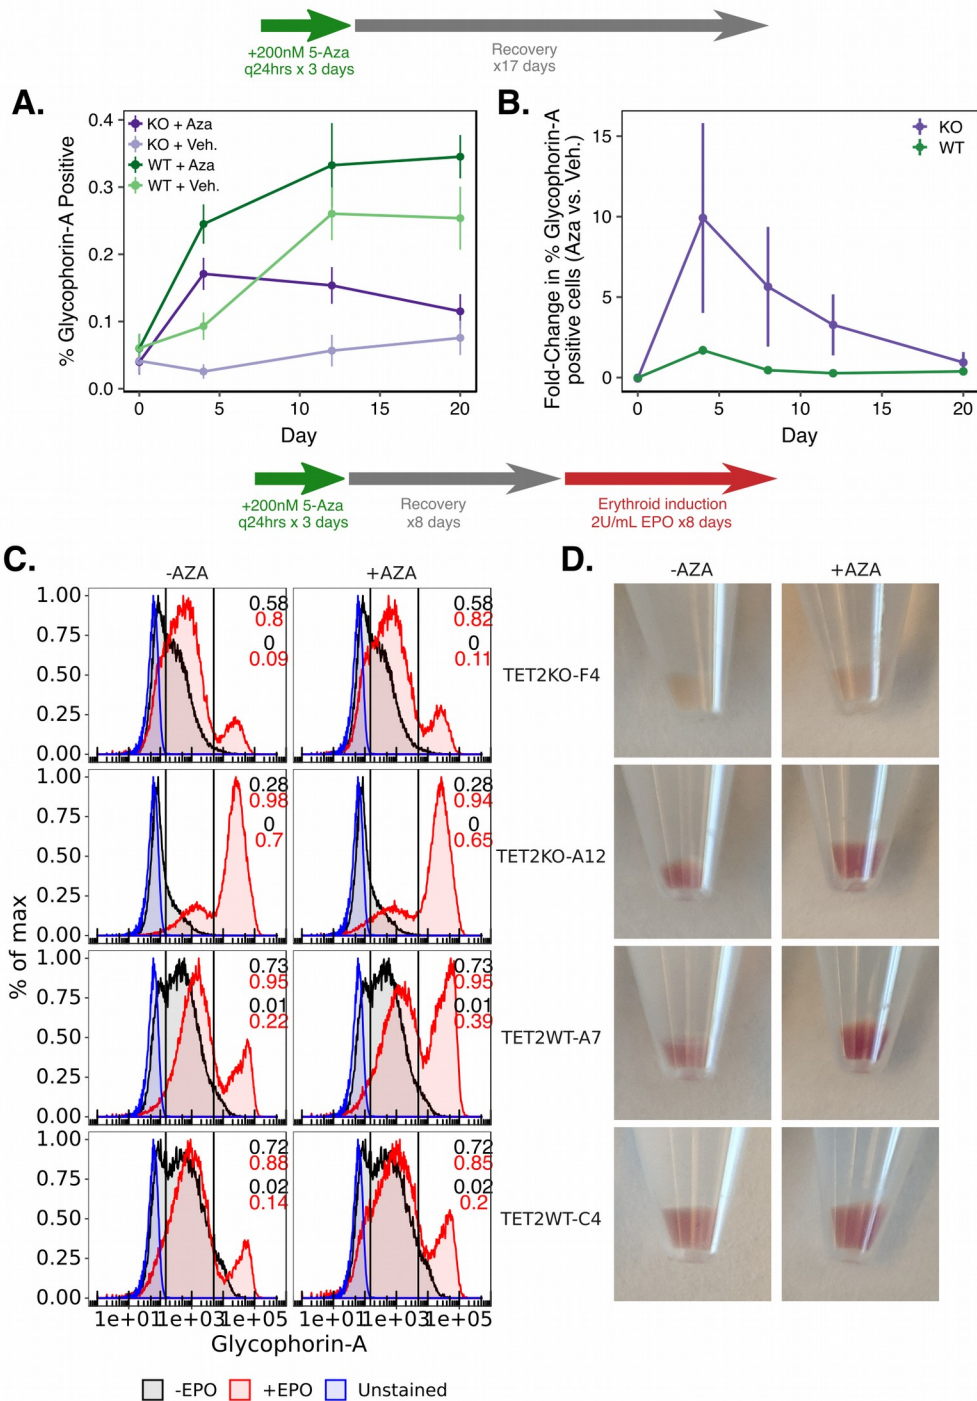 +200nM 5-Aza
q24hrs x 3 days
Recovery
x17 days
A.
B.
% Glycophorin-A Positive
0.4
0.3
0.2
0.1
0.0
KO + Aza
KO + Veh.
WT + Aza
WT + Veh.
0 5 10 15 20
Day
Fold-Change in % Glycophorin-A
positive cells (Aza vs. Veh.)
15
10
5
0
KO
WT
0 5 10 15 20
Day
+200nM 5-Aza
q24hrs x 3 days
Recovery
x8 days
Erythroid induction
2U/mL EPO x8 days
C.
D.
-AZA +AZA
-AZA +AZA
% of max
1.00
0.75
0.50
0.25
0.00
0.58
0.8
0
0.09
0.58
0.82
0
0.11
TET2KO-F4
1.00
0.75
0.50
0.25
0.00
0.28
0.98
0
0.7
0.28
0.94
0
0.65
TET2KO-A12
1.00
0.75
0.50
0.25
0.00
0.73
0.95
0.01
0.22
0.73
0.95
0.01
0.39
TET2WT-A7
1.00
0.75
0.50
0.25
0.00
0.72
0.88
0.02
0.14
0.72
0.85
0.02
0.2
TET2WT-C4
1e+01 1e+03 1e+05 1e+01 1e+03 1e+05
Glycophorin-A
-EPO +EPO Unstained